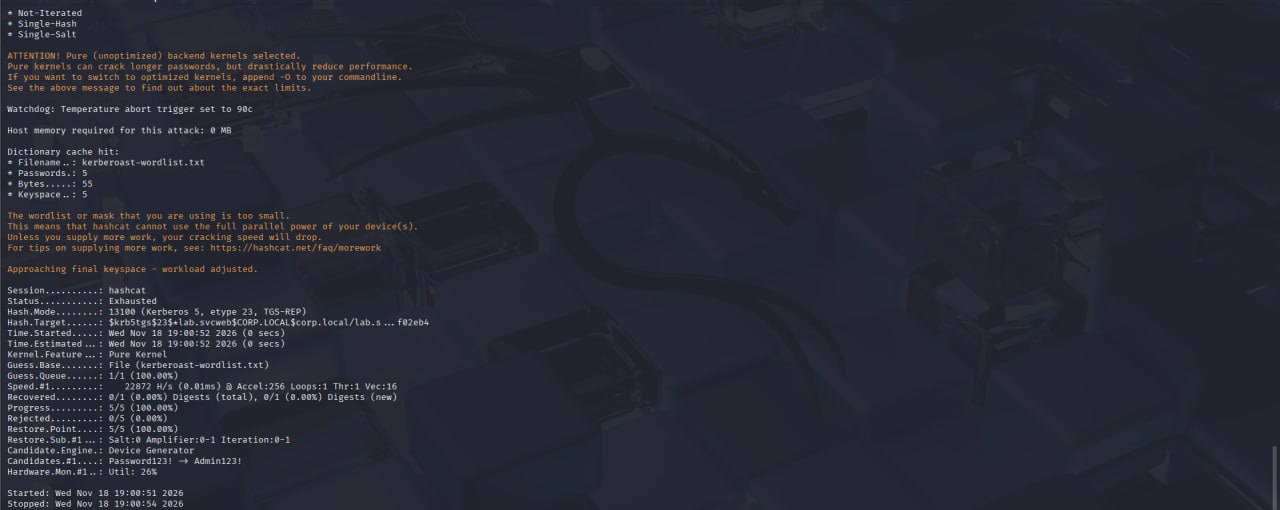 * Not-Iterated
* Single-Hash
* Single-Salt
ATTENTION! Pure (unoptimized) backend kernels selected.
Pure kernels can crack longer passwords, but drastically reduce performance.
If you want to switch to optimized kernels, append -O to your commandline.
See the above message to find out about the exact limits.
Watchdog: Temperature abort trigger set to 90c
Host memory required for this attack: 0 MB
Dictionary cache hit:
* Filename..: kerberoast-wordlist.txt
* Passwords.: 5
* Bytes.....: 55
* Keyspace..: 5
The wordlist or mask that you are using is too small.
This means that hashcat cannot use the full parallel power of your device(s).
Unless you supply more work, your cracking speed will drop.
For tips on supplying more work, see: https://hashcat.net/faq/morework
Approaching final keyspace - workload adjusted.
Session..........: hashcat
Status...........: Exhausted
Hash.Mode........: 13100 (Kerberos 5, etype 23, TGS-REP)
Hash.Target......: $krb5tgs$23$*lab.svcweb$CORP.LOCAL$corp.local/lab.s...f02eb4
Time.Started.....: Wed Nov 18 19:00:52 2026 (0 secs)
Time.Estimated...: Wed Nov 18 19:00:52 2026 (0 secs)
Kernel.Feature...: Pure Kernel
Guess.Base.......: File (kerberoast-wordlist.txt)
Guess.Queue......: 1/1 (100.00%)
Speed.#1.........:    22872 H/s (0.01ms) @ Accel:256 Loops:1 Thr:1 Vec:16
Recovered........: 0/1 (0.00%) Digests (total), 0/1 (0.00%) Digests (new)
Progress.........: 5/5 (100.00%)
Rejected.........: 0/5 (0.00%)
Restore.Point....: 5/5 (100.00%)
Restore.Sub.#1...: Salt:0 Amplifier:0-1 Iteration:0-1
Candidate.Engine.: Device Generator
Candidates.#1....: Password123! -> Admin123!
Hardware.Mon.#1..: Util: 26%
Started: Wed Nov 18 19:00:51 2026
Stopped: Wed Nov 18 19:00:54 2026